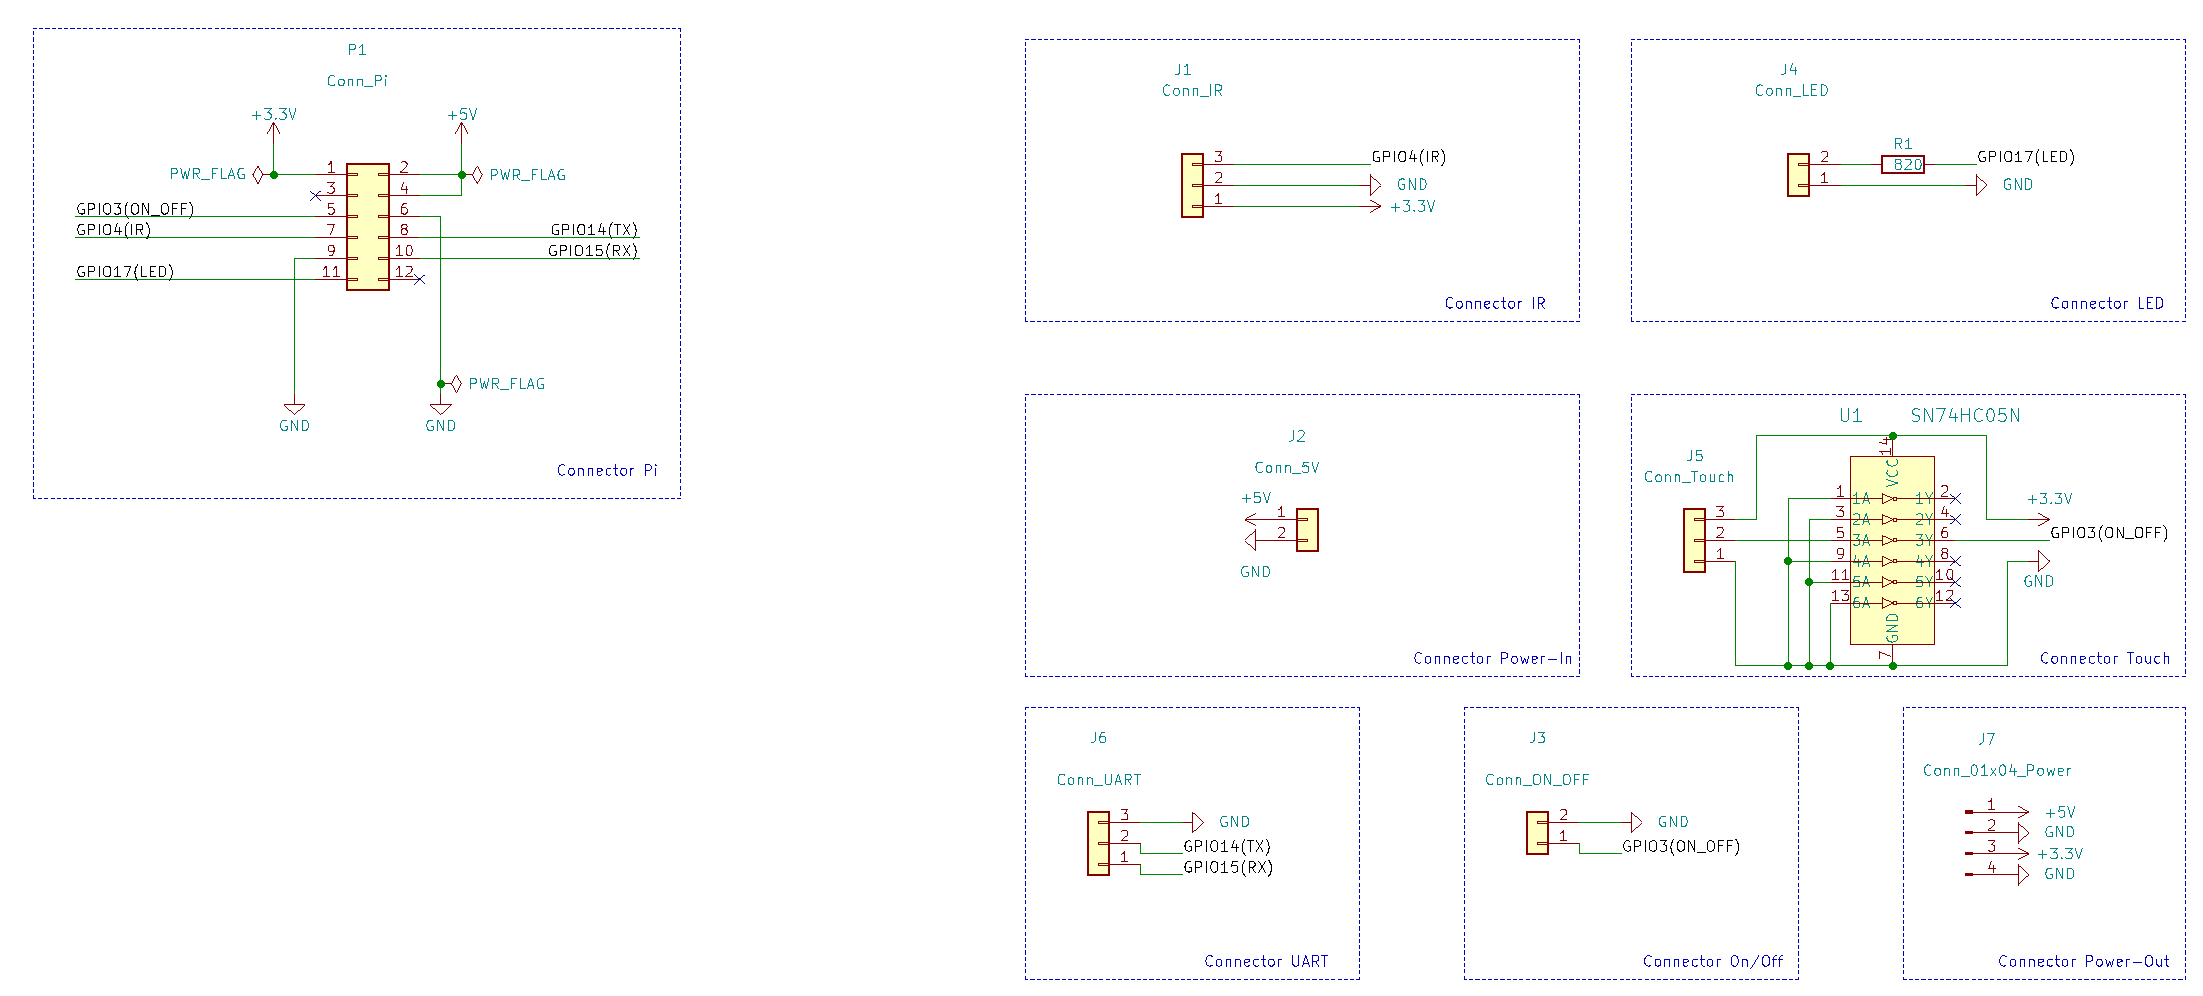 P1
Conn_Pi
+3.3V
+5V
PWR_FLAG
1
2
PWR_FLAG
3
4
GPIO3(ON_OFF)
5
6
GPIO4(IR)
7
8
GPIO14(TX)
9
10
GPIO15(RX)
GPIO17(LED)
11
12
PWR_FLAG
GND
GND
Connector Pi
J1
Conn_IR
3
GPIO4(IR)
2
GND
1
+3.3V
Connector IR
J4
Conn_LED
R1
2
820
GPIO17(LED)
1
GND
Connector LED
J2
Conn_5V
+5V
1
2
GND
Connector Power-In
U1
SN74HC05N
J5
Conn_Touch
14
VCC
1
1A
1Y
2
+3.3V
3
3
2A
2Y
4
2
5
3A
3Y
6
GPIO3(ON_OFF)
1
9
4A
4Y
8
11
5A
5Y
10
GND
13
6A
6Y
12
GND
7
Connector Touch
J6
Conn_UART
3
GND
2
GPIO14(TX)
1
GPIO15(RX)
Connector UART
J3
Conn_ON_OFF
2
GND
1
GPIO3(ON_OFF)
Connector On/Off
J7
Conn_01x04_Power
1
+5V
2
GND
3
+3.3V
4
GND
Connector Power-Out